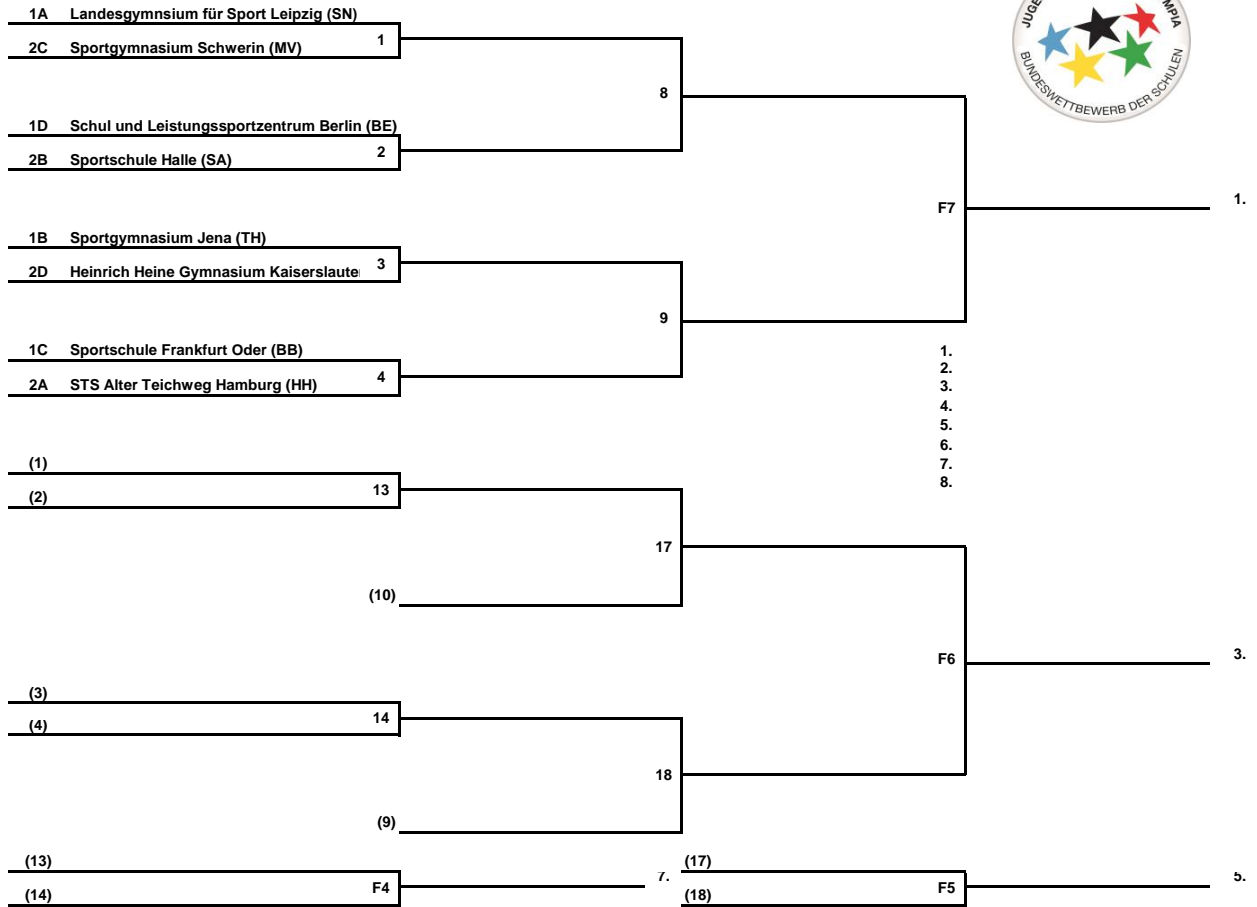 JUGE MPIA
BUNDESWETTBEWERB DER SCHULEN
1A Landesgymnsium für Sport Leipzig (SN)
2C Sportgymnasium Schwerin (MV)
1
8
1D Schul und Leistungssportzentrum Berlin (BE)
2B Sportschule Halle (SA)
2
F7
1.
1B Sportgymnasium Jena (TH)
2D Heinrich Heine Gymnasium Kaiserslaute
3
9
1C Sportschule Frankfurt Oder (BB)
2A STS Alter Teichweg Hamburg (HH)
4
1.
2.
3.
4.
5.
6.
7.
8.
(1)
(2)
13
17
(10)
F6
3.
(3)
(4)
14
18
(9)
(13)
(14)
F4
7.
(17)
(18)
F5
5.